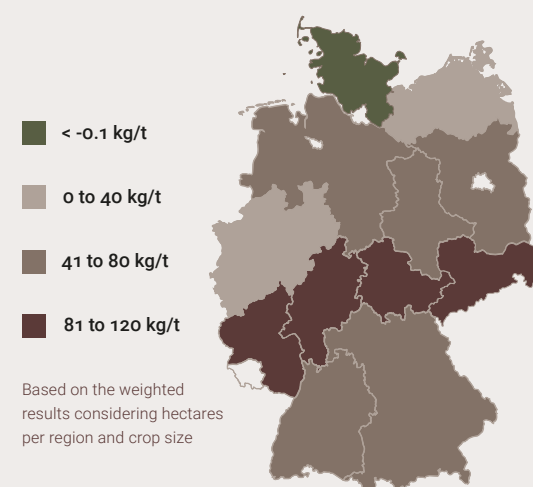 < -0.1 kg/t
0 to 40 kg/t
41 to 80 kg/t
81 to 120 kg/t
Based on the weighted
results considering hectares
per region and crop size